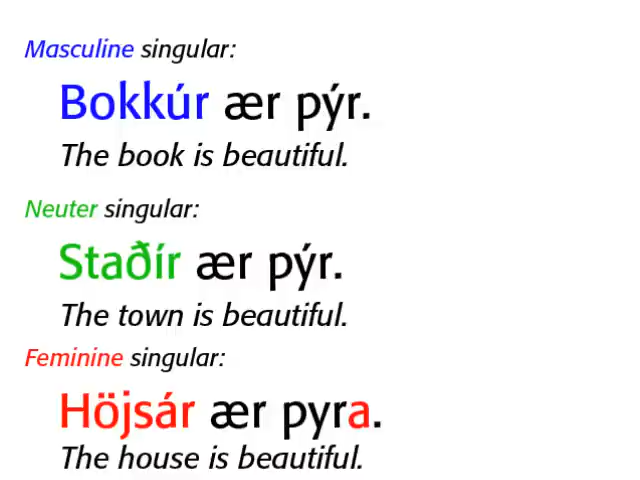 Masculine singular:
Bokkúr ær pýr.
The book is beautiful.
Neuter singular:
Staðír ær pýr.
The town is beautiful.
Feminine singular:
Höjsár ær pyra.
The house is beautiful.